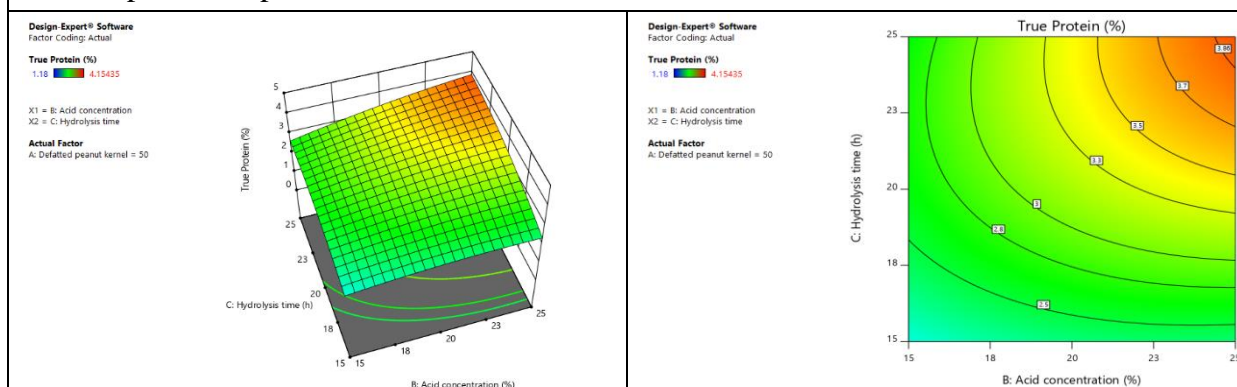 Design-Expert® Software
Factor Coding: Actual
True Protein (%)
1.18 4.15435
X1 = B: Acid concentration
X2 = C: Hydrolysis time
Actual Factor
A: Defatted peanut kernel = 50
True Protein (%)
5
4
3
2
1
0
25
23
20
18
15
C: Hydrolysis time (h)
15
18
20
23
25
B: Acid concentration (%)
Design-Expert® Software
Factor Coding: Actual
True Protein (%)
1.18 4.15435
X1 = B: Acid concentration
X2 = C: Hydrolysis time
Actual Factor
A: Defatted peanut kernel = 50
True Protein (%)
25
23
20
18
15
C: Hydrolysis time (h)
3.86
3.7
3.5
3.3
3
2.8
2.5
15
18
20
23
25
B: Acid concentration (%)